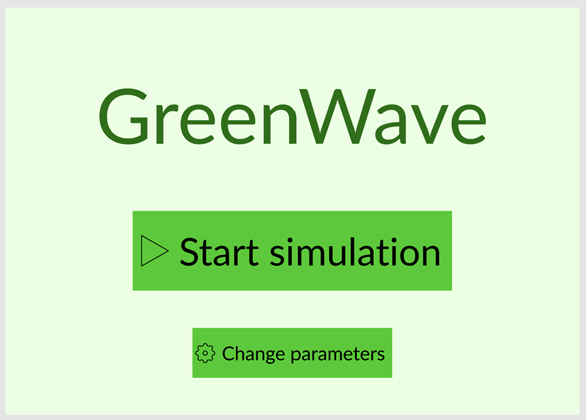 GreenWave
Start simulation
Change parameters